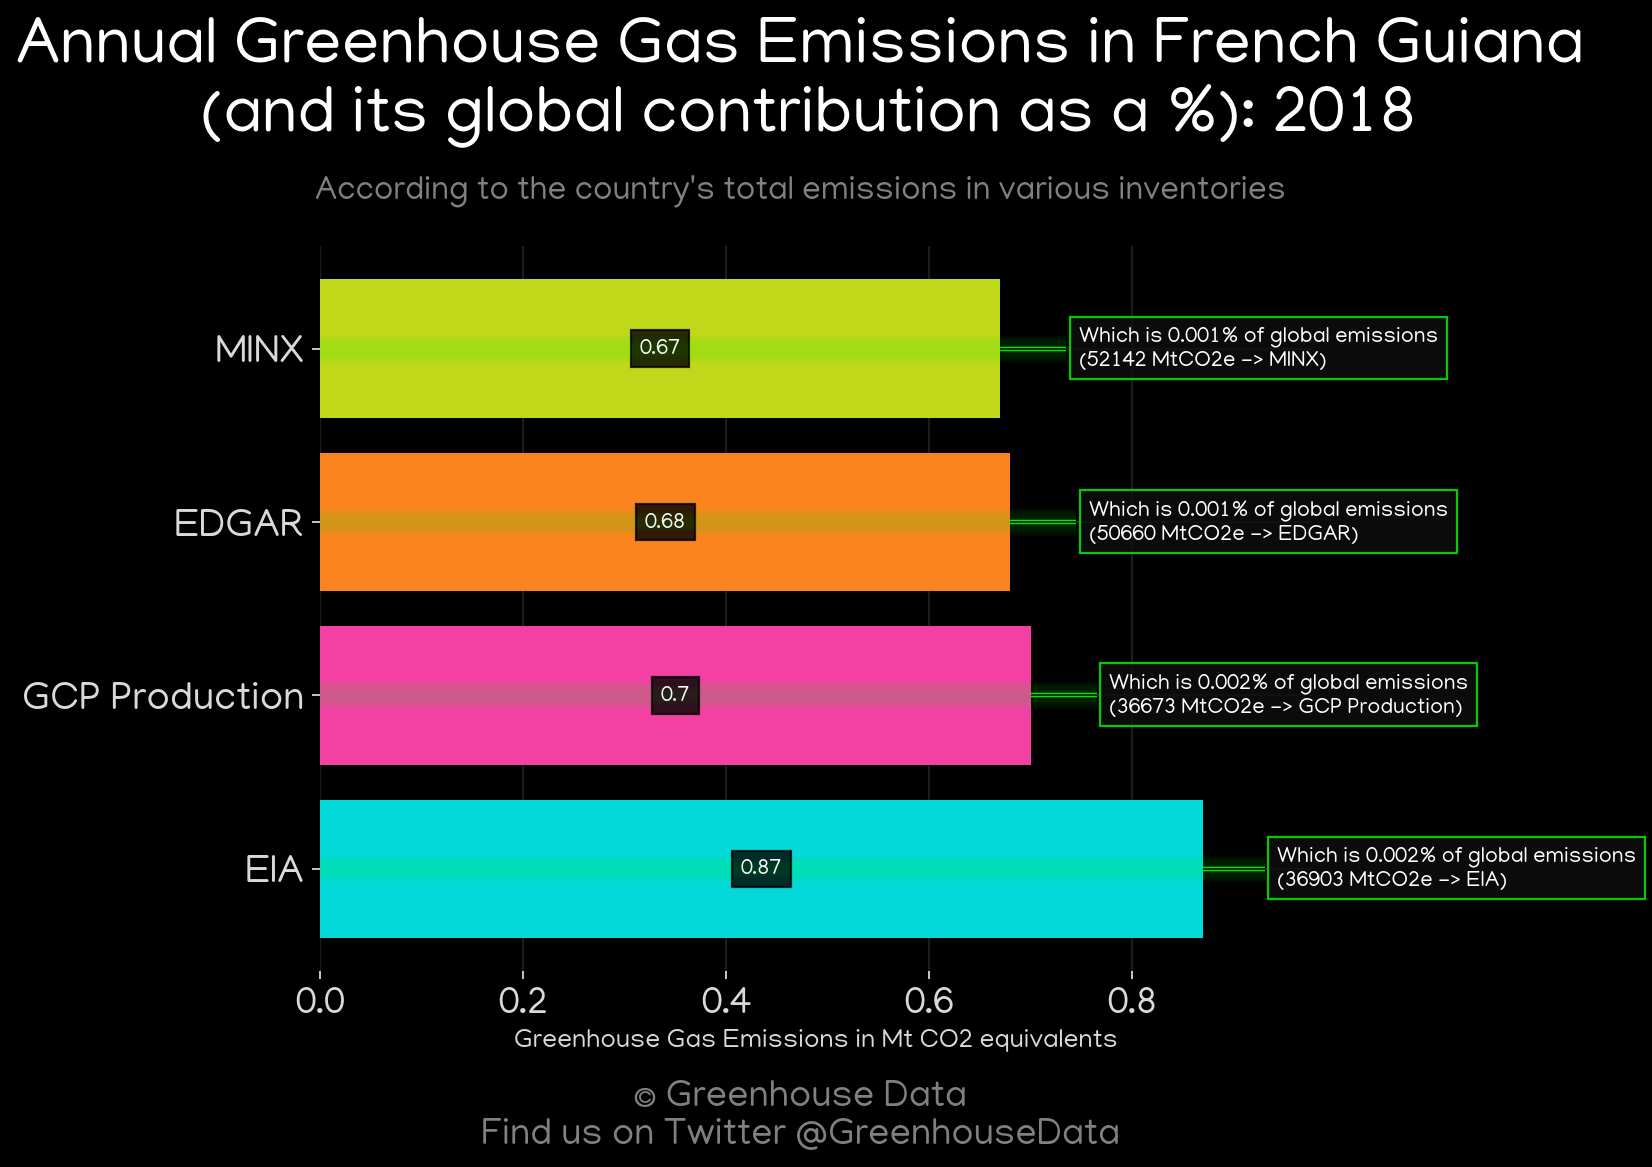 Annual Greenhouse Gas Emissions in French Guiana
(and its global contribution as a %): 2018
According to the country's total emissions in various inventories
MINX
0.67
Which is 0.001% of global emissions
(52142 MtCO2e -> MINX)
EDGAR
0.68
Which is 0.001% of global emissions
(50660 MtCO2e -> EDGAR)
GCP Production
0.7
Which is 0.002% of global emissions
(36673 MtCO2e -> GCP Production)
EIA
0.87
Which is 0.002% of global emissions
(36903 MtCO2e -> EIA)
0.0 0.2 0.4 0.6 0.8
Greenhouse Gas Emissions in Mt CO2 equivalents
© Greenhouse Data
Find us on Twitter @GreenhouseData